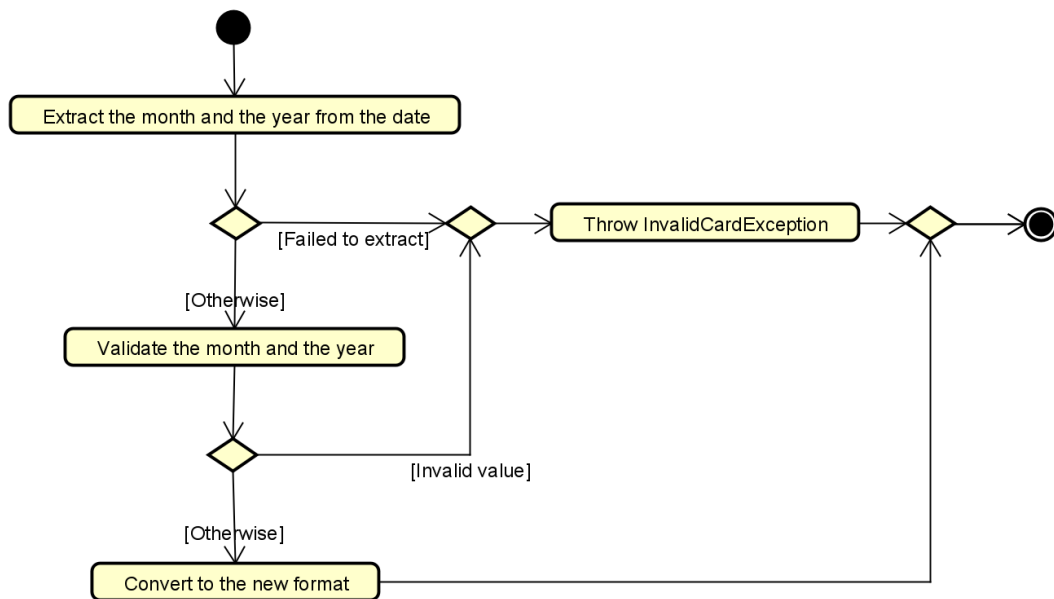 Extract the month and the year from the date
[Failed to extract]
Throw InvalidCardException
[Otherwise]
Validate the month and the year
[Invalid value]
[Otherwise]
Convert to the new format